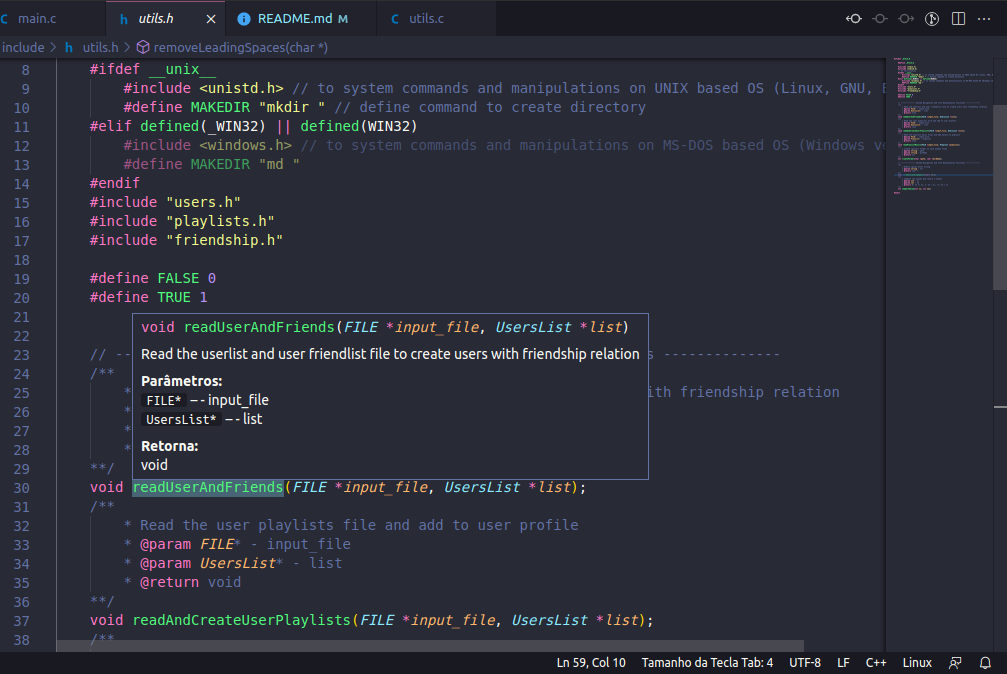 main.c
utils.h
README.md M
utils.c
include > utils.h > removeLeadingSpaces(char *)
8 #ifdef __unix__
9 #include <unistd.h> // to system commands and manipulations on UNIX based OS (Linux, GNU,
10 #define MAKEDIR "mkdir " // define command to create directory
11 #elif defined(_WIN32) || defined(WIN32)
12 #include <windows.h> // to system commands and manipulations on MS-DOS based OS (Windows ve
13 #define MAKEDIR "md "
14 #endif
15 #include "users.h"
16 #include "playlists.h"
17 #include "friendship.h"
18
19 #define FALSE 0
20 #define TRUE 1
21
22
23 // -- s --------------
24 /**
25 * ith friendship relation
26 *
27 *
28 *
29 **/
void readUserAndFriends(FILE *input_file, UsersList *list)
Read the userlist and user friendlist file to create users with friendship relation
Parâmetros:
FILE* – - input_file
UsersList* – - list
Retorna:
void
30 void readUserAndFriends(FILE *input_file, UsersList *list);
31 /**
32 * Read the user playlists file and add to user profile
33 * @param FILE* - input_file
34 * @param UsersList* - list
35 * @return void
36 **/
37 void readAndCreateUserPlaylists(FILE *input_file, UsersList *list);
38 /**
Ln 59, Col 10 Tamanho da Tecla Tab: 4 UTF-8 LF C++ Linux